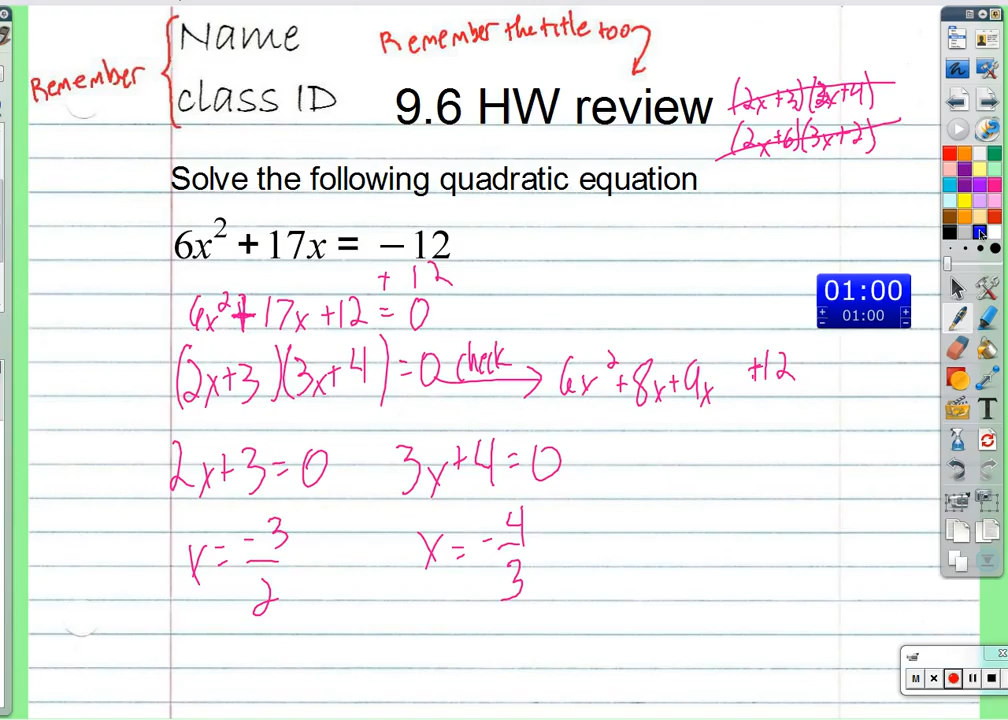 Name
Remember the title too
Remember
class ID
9.6 HW review
(2x+3)(3x+4)
(2x+6)(3x+2)
Solve the following quadratic equation
6x² + 17x = −12
+ 12
6x² + 17x + 12 = 0
(2x+3)(3x+4) = 0 check 6x² + 8x + 9x + 12
2x+3=0 3x+4=0
x = -3/2 x = -4/3
01:00
01:00
T
M